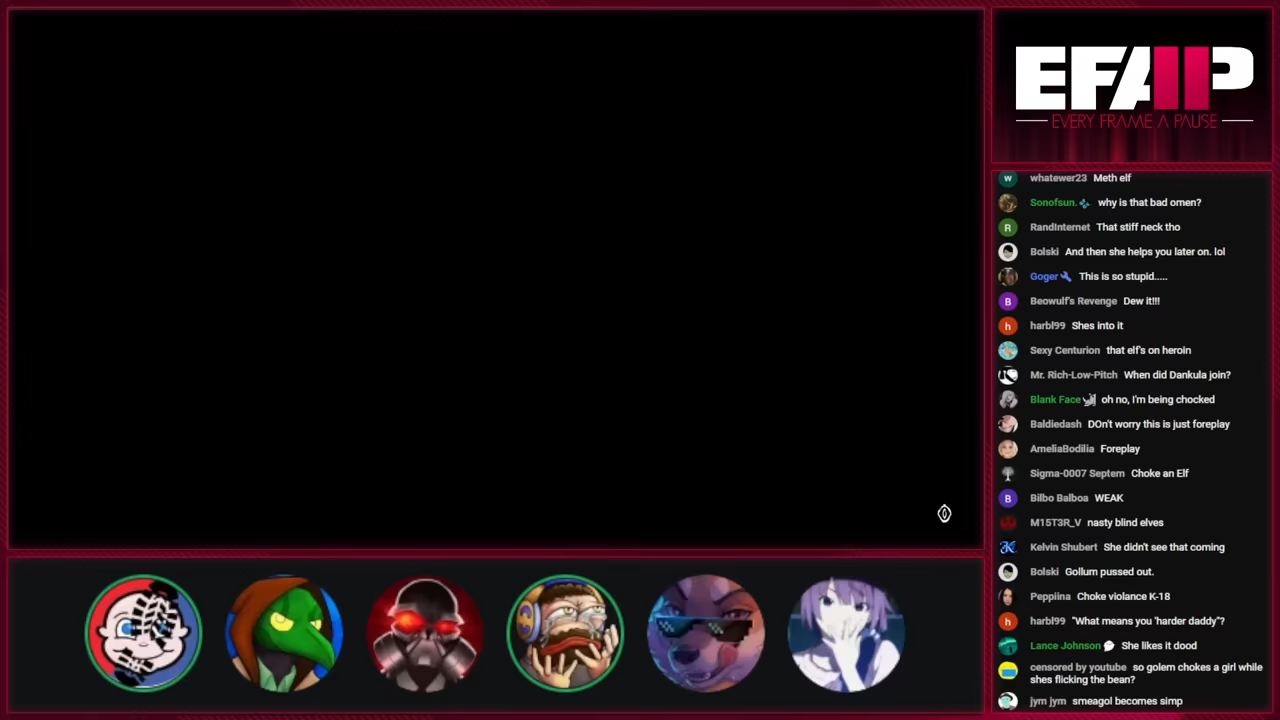 EFAP
EVERY FRAME A PAUSE
W whatewer23 Meth elf
Sonofsun. why is that bad omen?
R RandInternet That stiff neck tho
Bolski And then she helps you later on. lol
Goger This is so stupid.....
B Beowulf's Revenge Dew it!!!
h harbl99 Shes into it
Sexy Centurion that elf's on heroin
Mr. Rich-Low-Pitch When did Dankula join?
Blank Face oh no, I'm being chocked
Baldiedash DOn't worry this is just foreplay
AmeliaBodilia Foreplay
Sigma-0007 Septem Choke an Elf
B Bilbo Balboa WEAK
M15T3R_V nasty blind elves
K Kelvin Shubert She didn't see that coming
Bolski Gollum pussed out.
Peppiina Choke violance K-18
h harbl99 "What means you 'harder daddy"?
Lance Johnson She likes it dood
censored by youtube so golem chokes a girl while
shes flicking the bean?
jym jym smeagol becomes simp